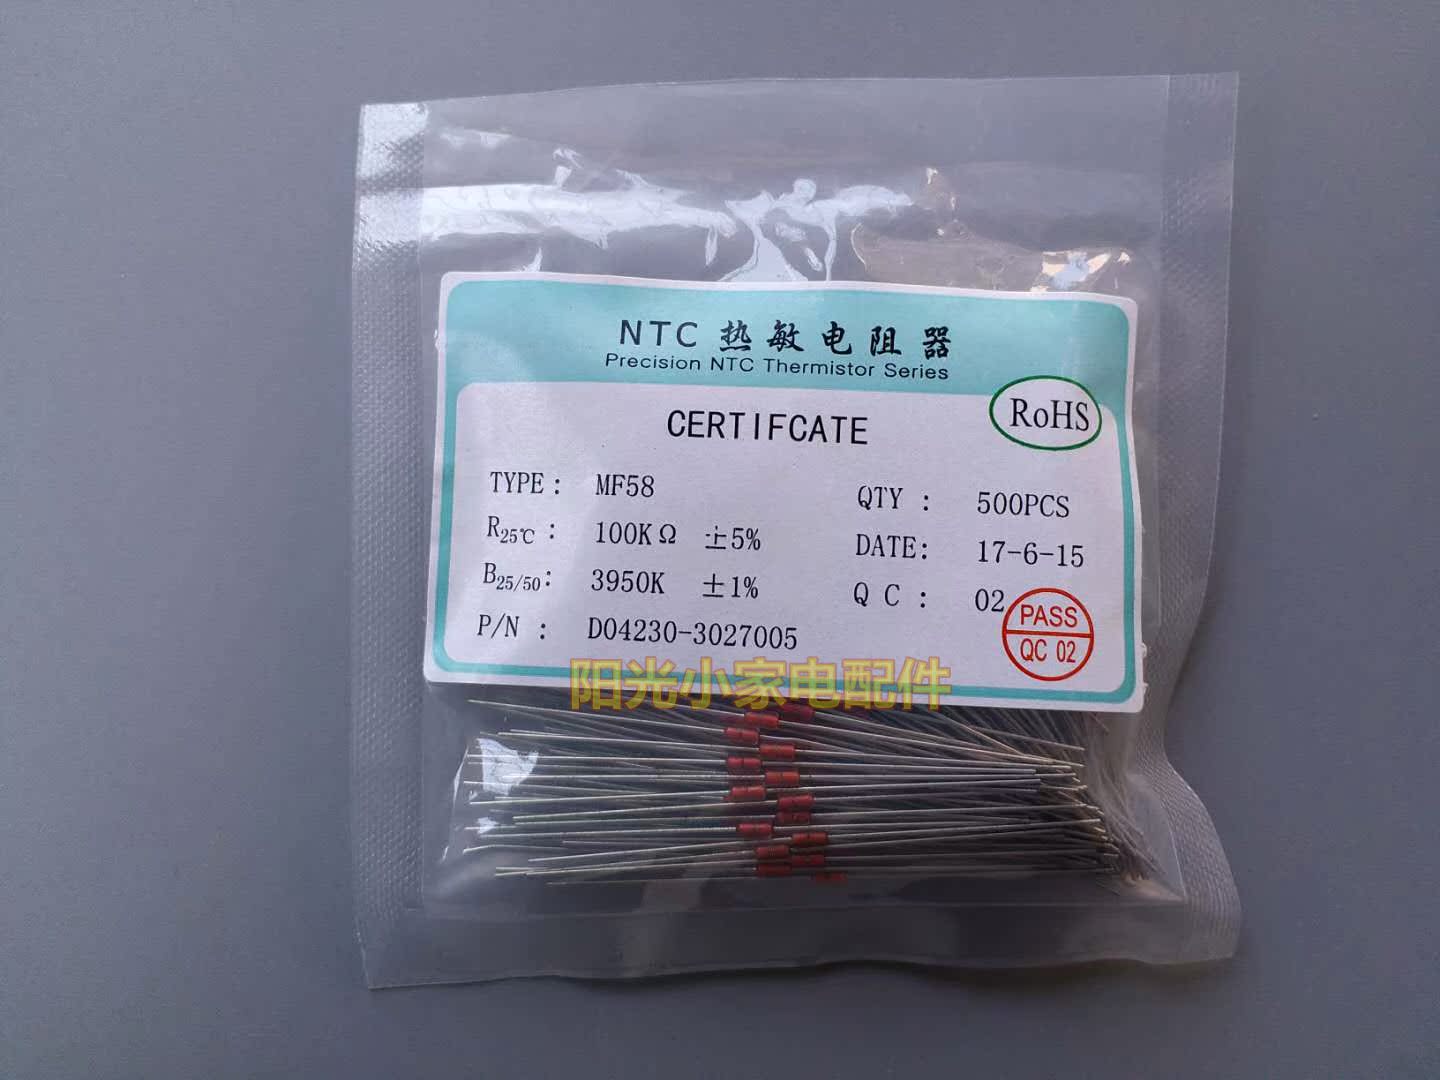 NTC 热敏电阻器
Precision NTC Thermistor Series
CERTIFCATE
RoHS
TYPE： MF58
QTY ： 500PCS
R25℃ ： 100KΩ ±5%
DATE： 17-6-15
B25/50： 3950K ±1%
Q C ： 02
P/N ： D04230-3027005
PASS
QC 02
阳光小家电配件